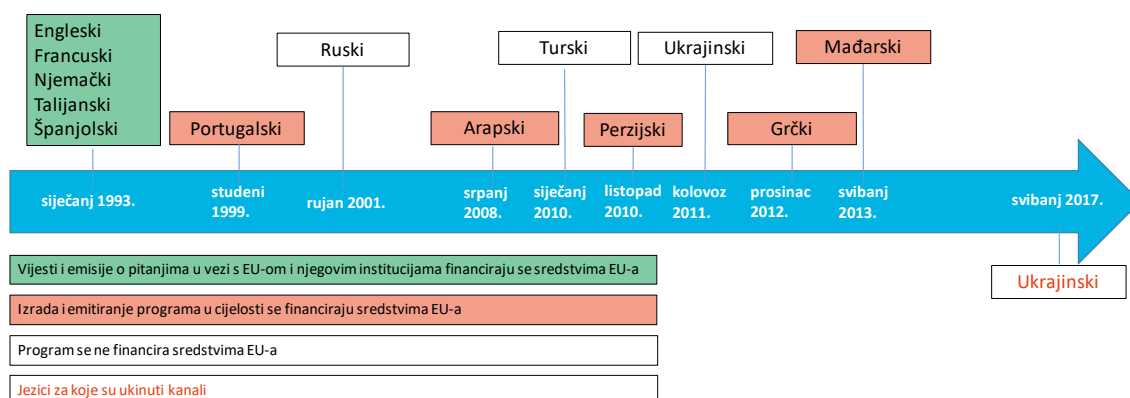 Engleski
Francuski
Njemački
Talijanski
Španjolski
Portugalski
Ruski
Arapski
Turski
Perzijski
Ukrajinski
Grčki
Mađarski
siječanj 1993.
studeni
1999.
rujan 2001.
srpanj
2008.
siječanj
2010.
listopad
2010.
kolovoz
2011.
prosinac
2012.
svibanj
2013.
svibanj 2017.
Ukrajinski
Vijesti i emisije o pitanjima u vezi s EU-om i njegovim institucijama financiraju se sredstvima EU-a
Izrada i emitiranje programa u cijelosti se financiraju sredstvima EU-a
Program se ne financira sredstvima EU-a
Jezici za koje su ukinuti kanali